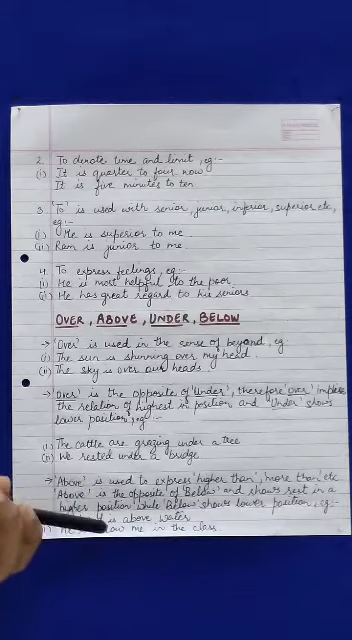 2. To denote time and limit, eg:-
(i) It is quarter to four now
It is five minutes to ten
3. 'To' is used with senior, junior, inferior, superior etc,
eg:-
(i) He is superior to me
(ii) Ram is junior to me
4. To express feelings, eg:-
(i) He is most helpful to the poor
(ii) He has great regard to his seniors
OVER, ABOVE, UNDER, BELOW
→ 'Over' is used in the sense of beyond, eg
(i) The sun is shinning over my head.
(ii) The sky is over our heads.
→ 'Over' is the opposite of 'Under', therefore 'over' implies
the relation of highest in position and 'Under' shows
lower position, eg:-
(i) The cattle are grazing under a tree
(ii) We rested under a bridge
→ 'Above' is used to express 'higher than', 'more than' etc
'Above' is the opposite of 'Below' and shows rest in a
higher position while 'Below' shows lower position, eg:-
is above water
me in the class